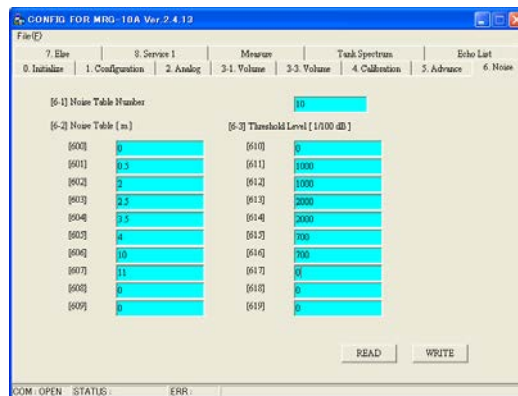 CONFIG FOR MRG-10A Ver.2.4.13
File(F)
7. Else 8. Service 1 Measure Tank Spectrum Echo List
0. Initialize 1. Configuration 2. Analog 3-1. Volume 3-3. Volume 4. Calibration 5. Advance 6. Noise
[6-1] Noise Table Number 10
[6-2] Noise Table [ m ] [6-3] Threshold Level [ 1/100 dB ]
[600] 0 [610] 0
[601] 0.5 [611] 1000
[602] 2 [612] 1000
[603] 2.5 [613] 2000
[604] 3.5 [614] 2000
[605] 4 [615] 700
[606] 10 [616] 700
[607] 11 [617] 0
[608] 0 [618] 0
[609] 0 [619] 0
READ WRITE
COM : OPEN STATUS : ERR :